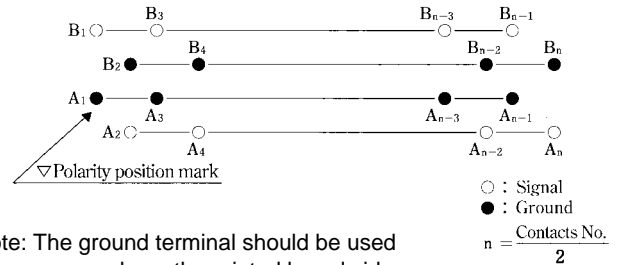 B₁ B₃ Bₙ₋₃ Bₙ₋₁
B₂ B₄ Bₙ₋₂ Bₙ
A₁ A₃ Aₙ₋₃ Aₙ₋₁
A₂ A₄ Aₙ₋₂ Aₙ
▽Polarity position mark
○ : Signal
● : Ground
n = Contacts No.
2
te: The ground terminal should be used